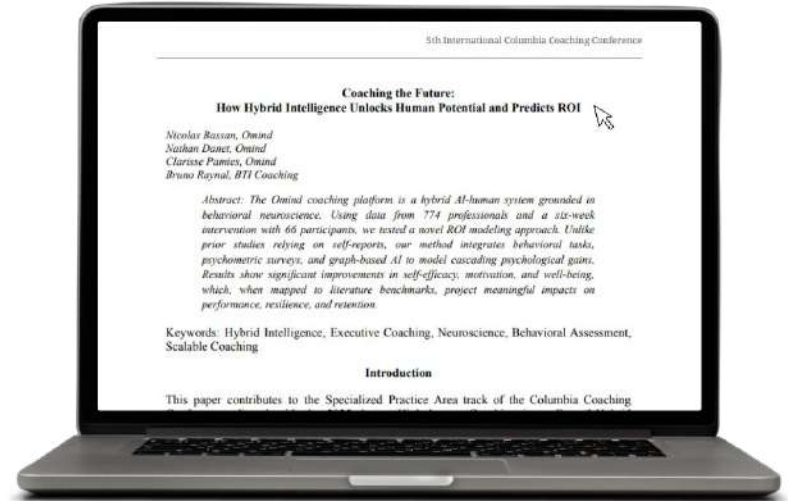 5th International Columbia Coaching Conference
Coaching the Future:
How Hybrid Intelligence Unlocks Human Potential and Predicts ROI
Nicolas Bassan, Omind
Nathan Danet, Omind
Clarisse Pamies, Omind
Bruno Raynal, BTI Coaching
Abstract: The Omind coaching platform is a hybrid AI-human system grounded in
behavioral neuroscience. Using data from 774 professionals and a six-week
intervention with 66 participants, we tested a novel ROI modeling approach. Unlike
prior studies relying on self-reports, our method integrates behavioral tasks,
psychometric surveys, and graph-based AI to model cascading psychological gains.
Results show significant improvements in self-efficacy, motivation, and well-being,
which, when mapped to literature benchmarks, project meaningful impacts on
performance, resilience, and retention.
Keywords: Hybrid Intelligence, Executive Coaching, Neuroscience, Behavioral Assessment,
Scalable Coaching
Introduction
This paper contributes to the Specialized Practice Area track of the Columbia Coaching